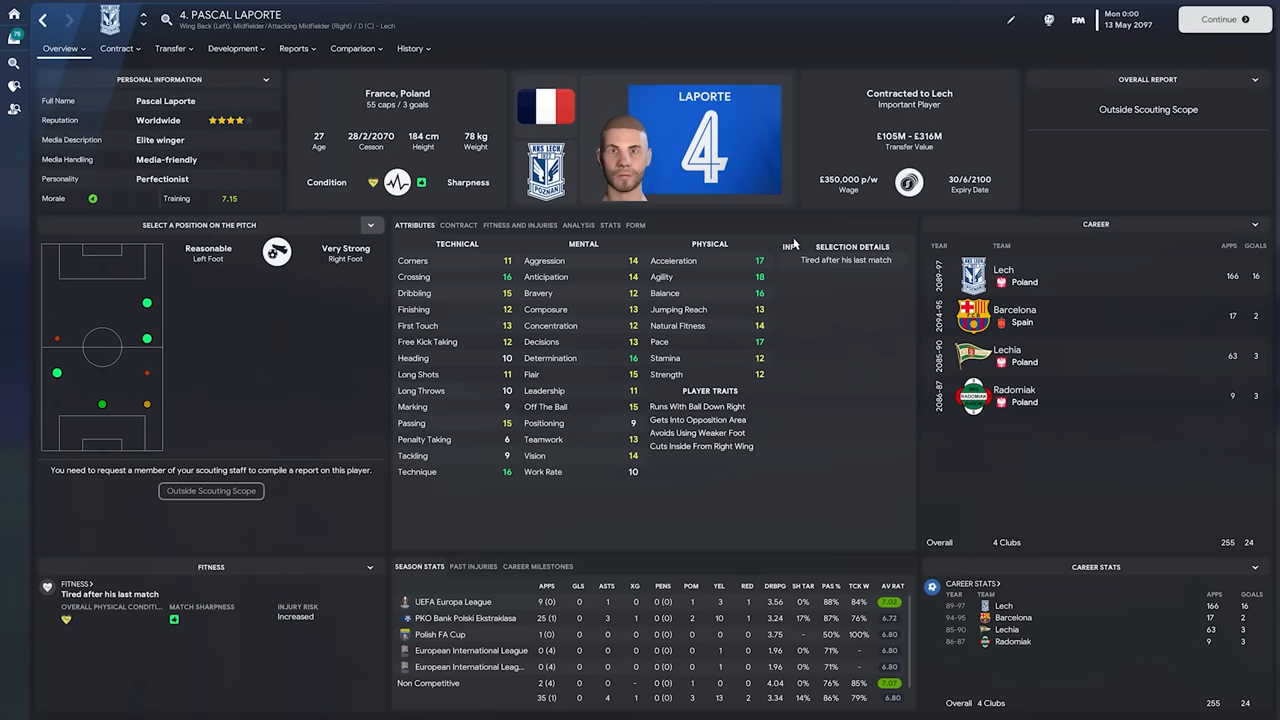 75
4. PASCAL LAPORTE
Wing Back (Left), Midfielder/Attacking Midfielder (Right) / D (C) - Lech
FM
Mon 0:00
13 May 2097
Continue
Overview
Contract
Transfer
Development
Reports
Comparison
History
PERSONAL INFORMATION
Full Name Pascal Laporte
Reputation Worldwide
Media Description Elite winger
Media Handling Media-friendly
Personality Perfectionist
Morale Training 7.15
France, Poland
55 caps / 3 goals
27 28/2/2070 184 cm 78 kg
Age Cesson Height Weight
Condition Sharpness
KKS LECH
POZNAŃ
LAPORTE
4
Contracted to Lech
Important Player
£105M - £316M
Transfer Value
£350,000 p/w 30/6/2100
Wage Expiry Date
OVERALL REPORT
Outside Scouting Scope
SELECT A POSITION ON THE PITCH
Reasonable Very Strong
Left Foot Right Foot
You need to request a member of your scouting staff to compile a report on this player.
Outside Scouting Scope
ATTRIBUTES CONTRACT FITNESS AND INJURIES ANALYSIS STATS FORM
TECHNICAL MENTAL PHYSICAL
Corners 11 Aggression 14 Acceleration 17
Crossing 16 Anticipation 14 Agility 18
Dribbling 15 Bravery 12 Balance 16
Finishing 12 Composure 13 Jumping Reach 13
First Touch 13 Concentration 12 Natural Fitness 14
Free Kick Taking 12 Decisions 13 Pace 17
Heading 10 Determination 16 Stamina 12
Long Shots 11 Flair 15 Strength 12
Long Throws 10 Leadership 11
Marking 9 Off The Ball 15
Passing 15 Positioning 9
Penalty Taking 6 Teamwork 13
Tackling 9 Vision 14
Technique 16 Work Rate 10
PLAYER TRAITS
Runs With Ball Down Right
Gets Into Opposition Area
Avoids Using Weaker Foot
Cuts Inside From Right Wing
SELECTION DETAILS
Tired after his last match
CAREER
YEAR TEAM APPS GOALS
2089-97 Lech Poland 166 16
2094-95 Barcelona Spain 17 2
2085-90 Lechia Poland 63 3
2086-87 Radomiak Poland 9 3
Overall 4 Clubs 255 24
FITNESS
FITNESS>
Tired after his last match
OVERALL PHYSICAL CONDITI... MATCH SHARPNESS INJURY RISK
Increased
SEASON STATS PAST INJURIES CAREER MILESTONES
APPS GLS ASTS XG PENS POM YEL RED DRBPG SH TAR PAS % TCK W AV RAT
UEFA Europa League 9 (0) 0 1 0 0 (0) 1 3 1 3.56 0% 88% 84% 7.02
PKO Bank Polski Ekstraklasa 25 (1) 0 3 1 0 (0) 2 10 1 3.24 17% 87% 76% 6.72
Polish FA Cup 1 (0) 0 0 0 0 (0) 0 0 0 3.75 - 50% 100% 6.80
European International League 0 (4) 0 0 0 0 (0) 0 1 0 1.96 0% 71% - 6.80
European International Leag... 0 (4) 0 0 0 0 (0) 0 1 0 1.96 0% 71% - 6.80
Non Competitive 2 (4) 0 0 - 0 (0) 1 0 0 4.04 0% 76% 85% 7.07
35 (1) 0 4 1 0 (0) 3 13 2 3.34 14% 86% 79% 6.80
CAREER STATS
CAREER STATS>
YEAR TEAM APPS GOALS
89-97 Lech 166 16
94-95 Barcelona 17 2
85-90 Lechia 63 3
86-87 Radomiak 9 3
Overall 4 Clubs 255 24